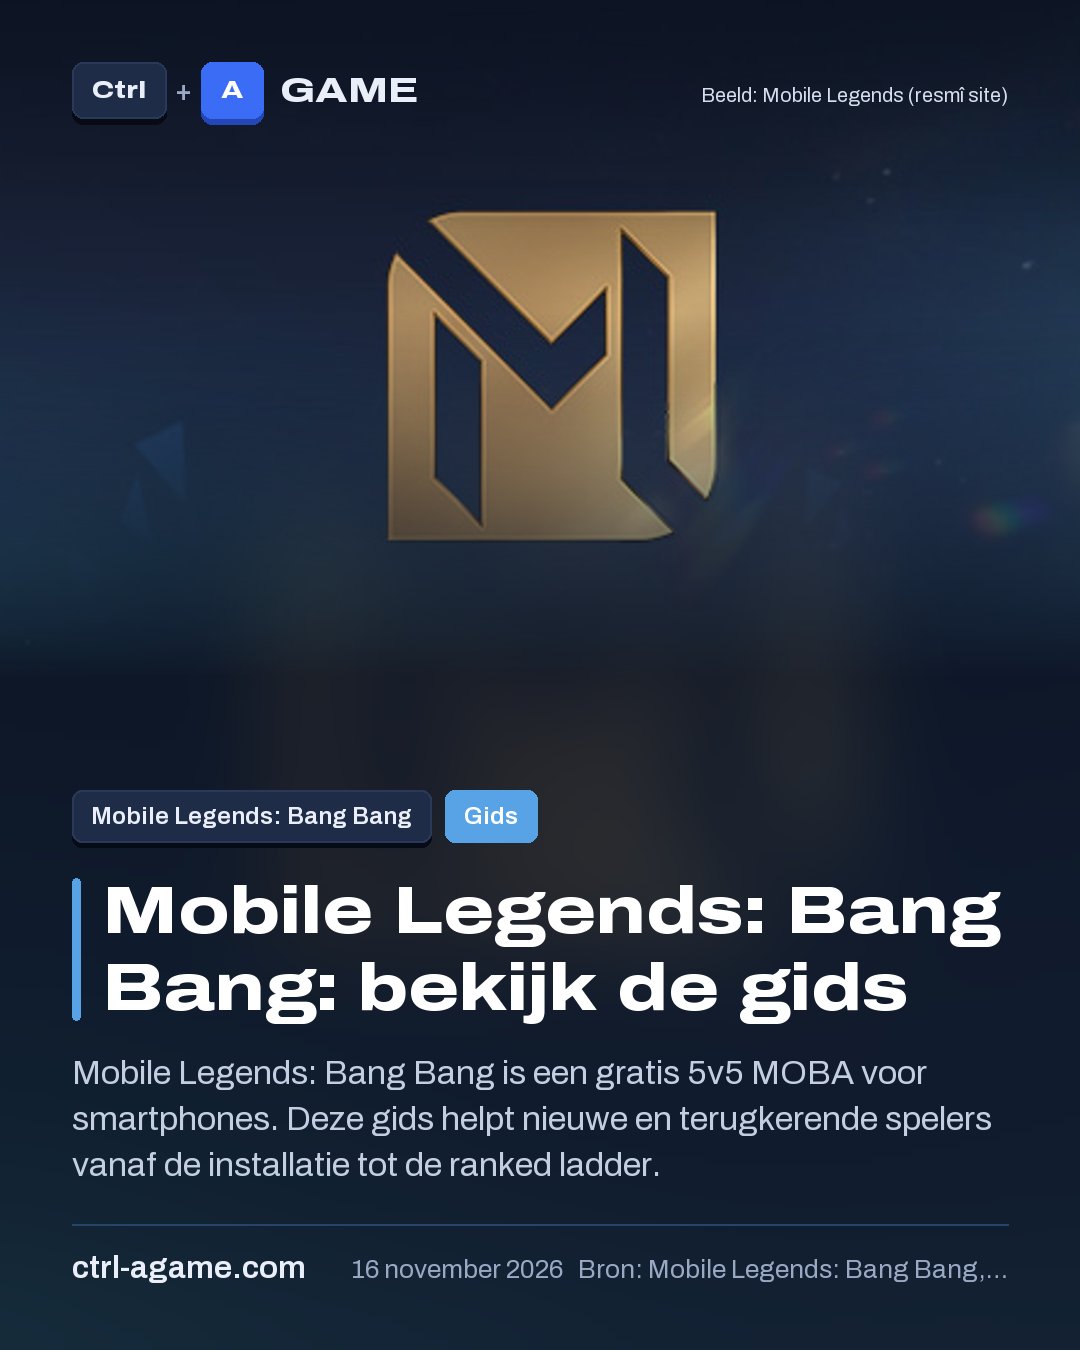 Ctrl + A GAME
Beeld: Mobile Legends (resmî site)
Mobile Legends: Bang Bang
Gids
Mobile Legends: Bang
Bang: bekijk de gids
Mobile Legends: Bang Bang is een gratis 5v5 MOBA voor
smartphones. Deze gids helpt nieuwe en terugkerende spelers
vanaf de installatie tot de ranked ladder.
ctrl-agame.com
16 november 2026 Bron: Mobile Legends: Bang Bang,...